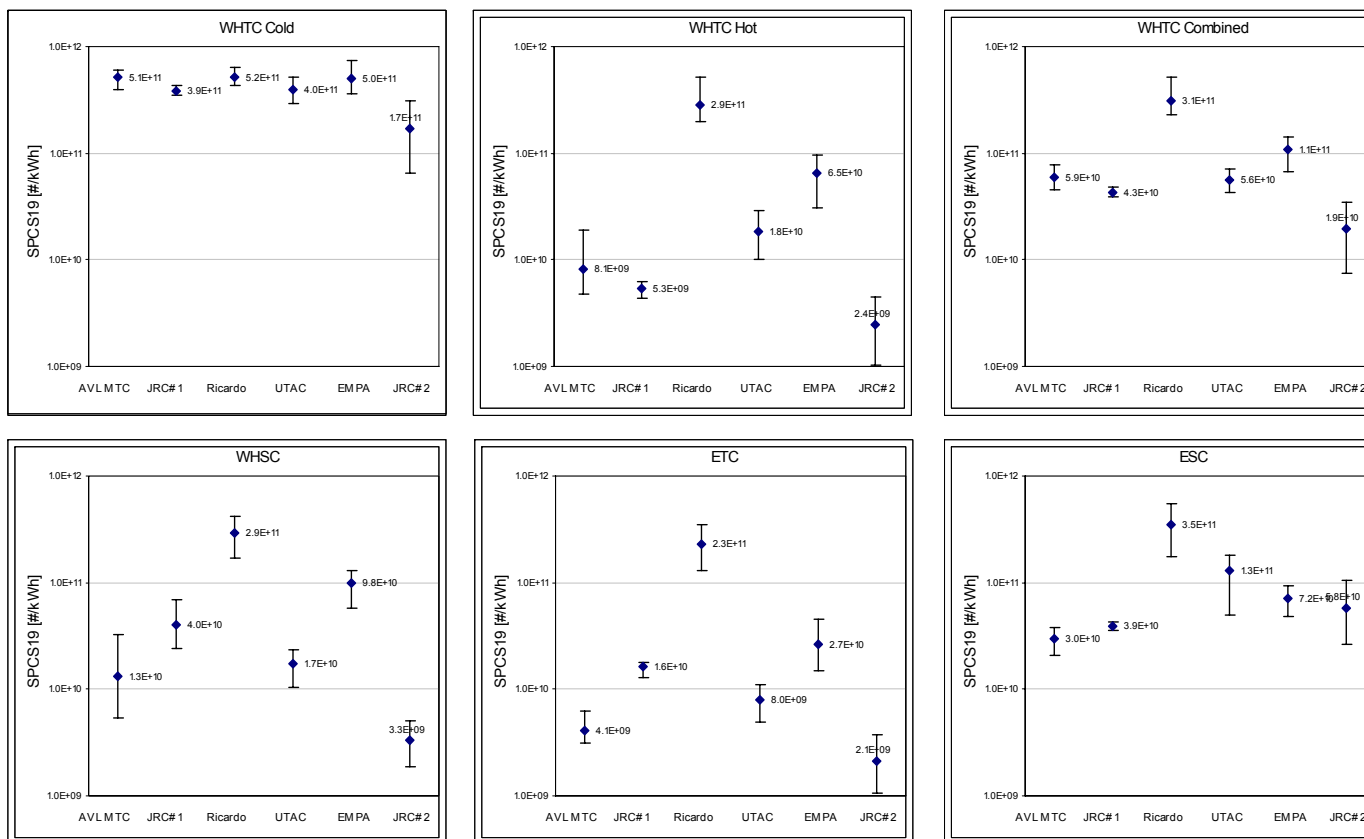 WHTC Cold
1.0E+12
1.0E+11
1.0E+10
1.0E+09
SPCS19 [#/kWh]
5.1E+11
3.9E+11
5.2E+11
4.0E+11
5.0E+11
1.7E+11
AVL MTC JRC#1 Ricardo UTAC EMPA JRC#2
WHTC Hot
1.0E+12
1.0E+11
1.0E+10
1.0E+09
SPCS19 [#/kWh]
8.1E+09
5.3E+09
2.9E+11
1.8E+10
6.5E+10
2.4E+09
AVL MTC JRC#1 Ricardo UTAC EMPA JRC#2
WHTC Combined
1.0E+12
1.0E+11
1.0E+10
1.0E+09
SPCS19 [#/kWh]
5.9E+10
4.3E+10
3.1E+11
5.6E+10
1.1E+11
1.9E+10
AVL MTC JRC#1 Ricardo UTAC EMPA JRC#2
WHSC
1.0E+12
1.0E+11
1.0E+10
1.0E+09
SPCS19 [#/kWh]
1.3E+10
4.0E+10
2.9E+11
1.7E+10
9.8E+10
3.3E+09
AVL MTC JRC#1 Ricardo UTAC EMPA JRC#2
ETC
1.0E+12
1.0E+11
1.0E+10
1.0E+09
SPCS19 [#/kWh]
4.1E+09
1.6E+10
2.3E+11
8.0E+09
2.7E+10
2.1E+09
AVL MTC JRC#1 Ricardo UTAC EMPA JRC#2
ESC
1.0E+12
1.0E+11
1.0E+10
1.0E+09
SPCS19 [#/kWh]
3.0E+10
3.9E+10
3.5E+11
1.3E+11
7.2E+10
5.8E+10
AVL MTC JRC#1 Ricardo UTAC EMPA JRC#2